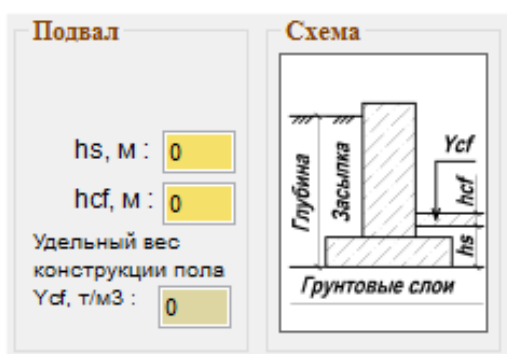 Подвал
hs, м : 0
hcf, м : 0
Удельный вес
конструкции пола
Ycf, т/м3 : 0
Схема
Глубина
Засыпка
Ycf
hcf
hs
Грунтовые слои